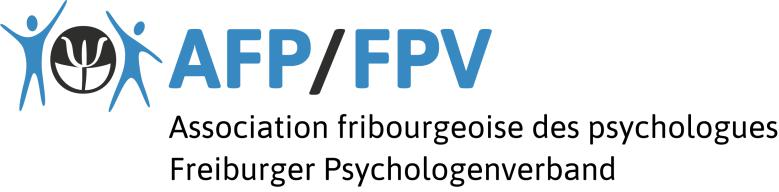 AFP/FPV
Association fribourgeoise des psychologues
Freiburger Psychologenverband